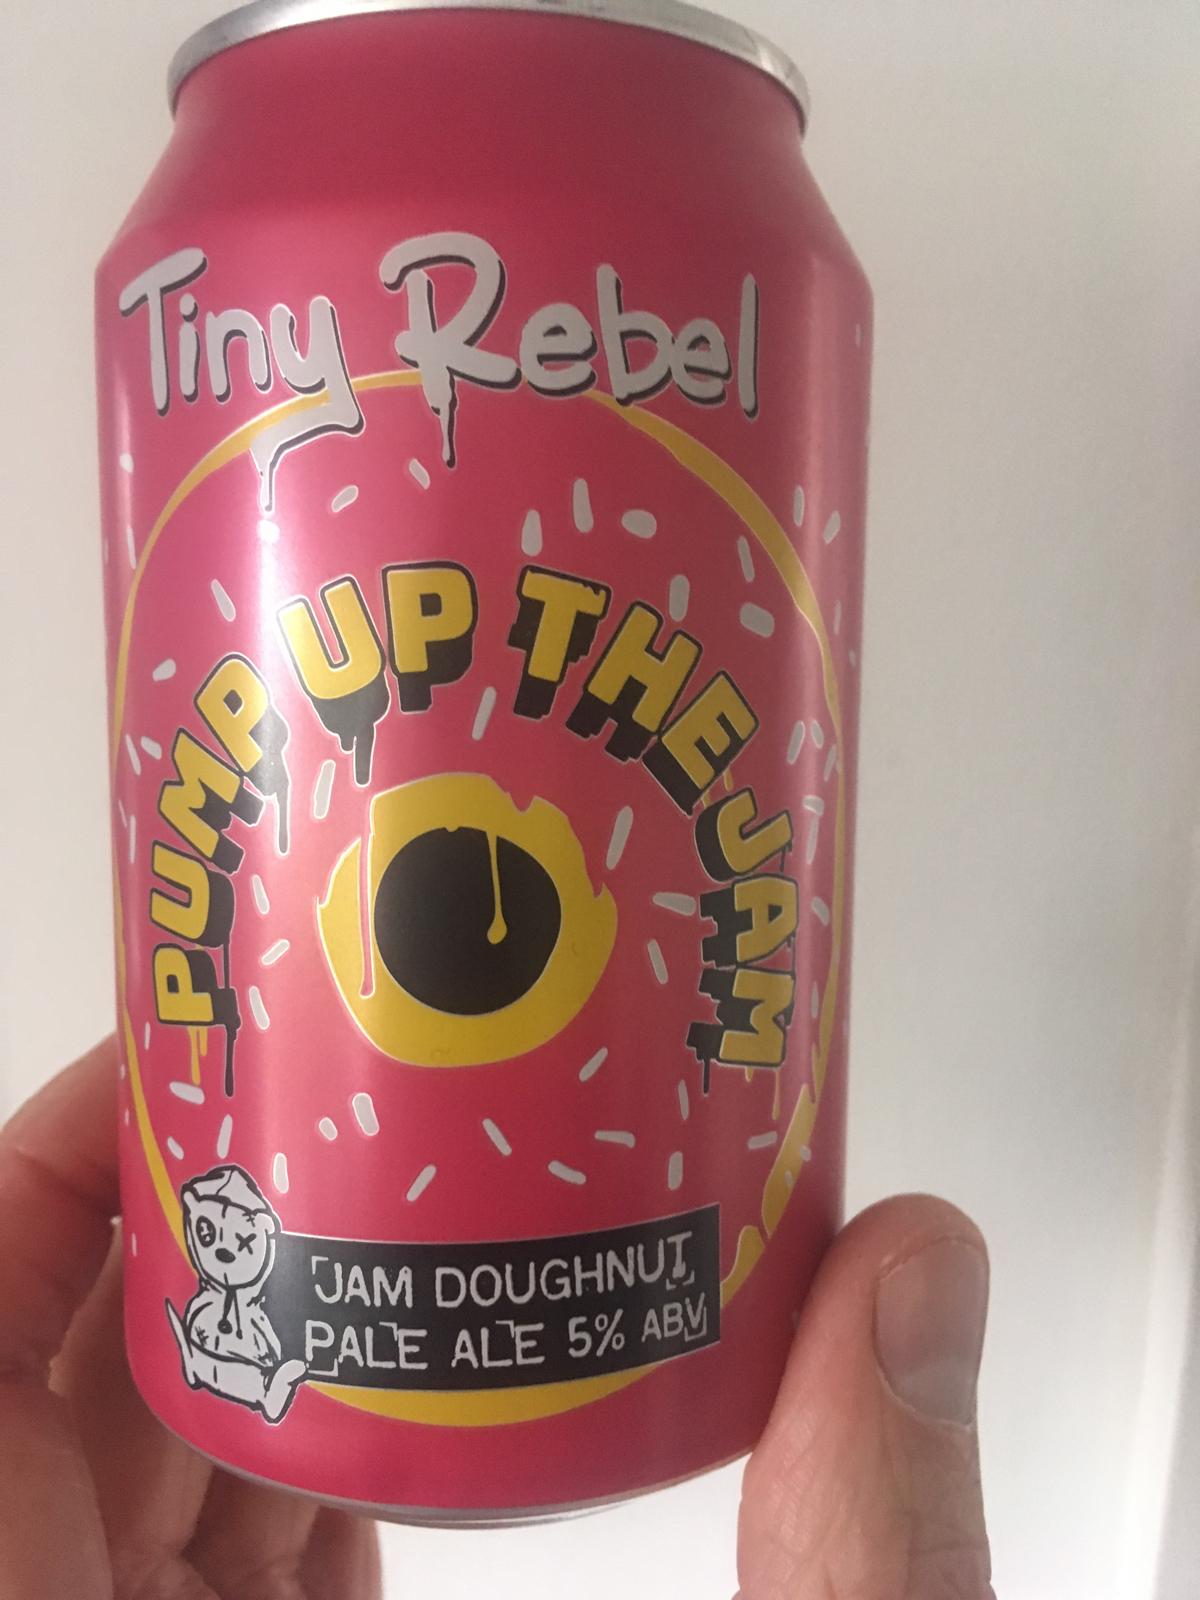 Tiny Rebel
PUMP UP THE JAM
JAM DOUGHNUT
PALE ALE 5% ABV